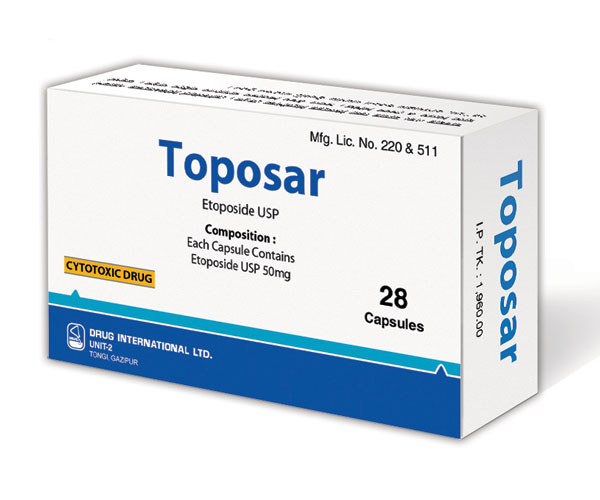 Mfg. Lic. No. 220 & 511
Toposar
Etoposide USP
Composition :
Each Capsule Contains
Etoposide USP 50mg
CYTOTOXIC DRUG
28
Capsules
DRUG INTERNATIONAL LTD.
UNIT-2
TONGI, GAZIPUR
Toposar
I.P. TK. : 1,960.00